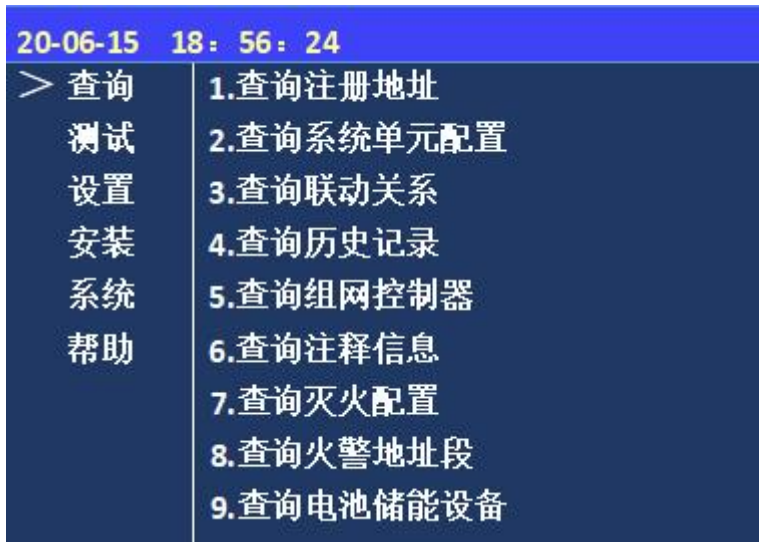 20-06-15 18：56：24
＞ 查询
测试
设置
安装
系统
帮助
1.查询注册地址
2.查询系统单元配置
3.查询联动关系
4.查询历史记录
5.查询组网控制器
6.查询注释信息
7.查询灭火配置
8.查询火警地址段
9.查询电池储能设备